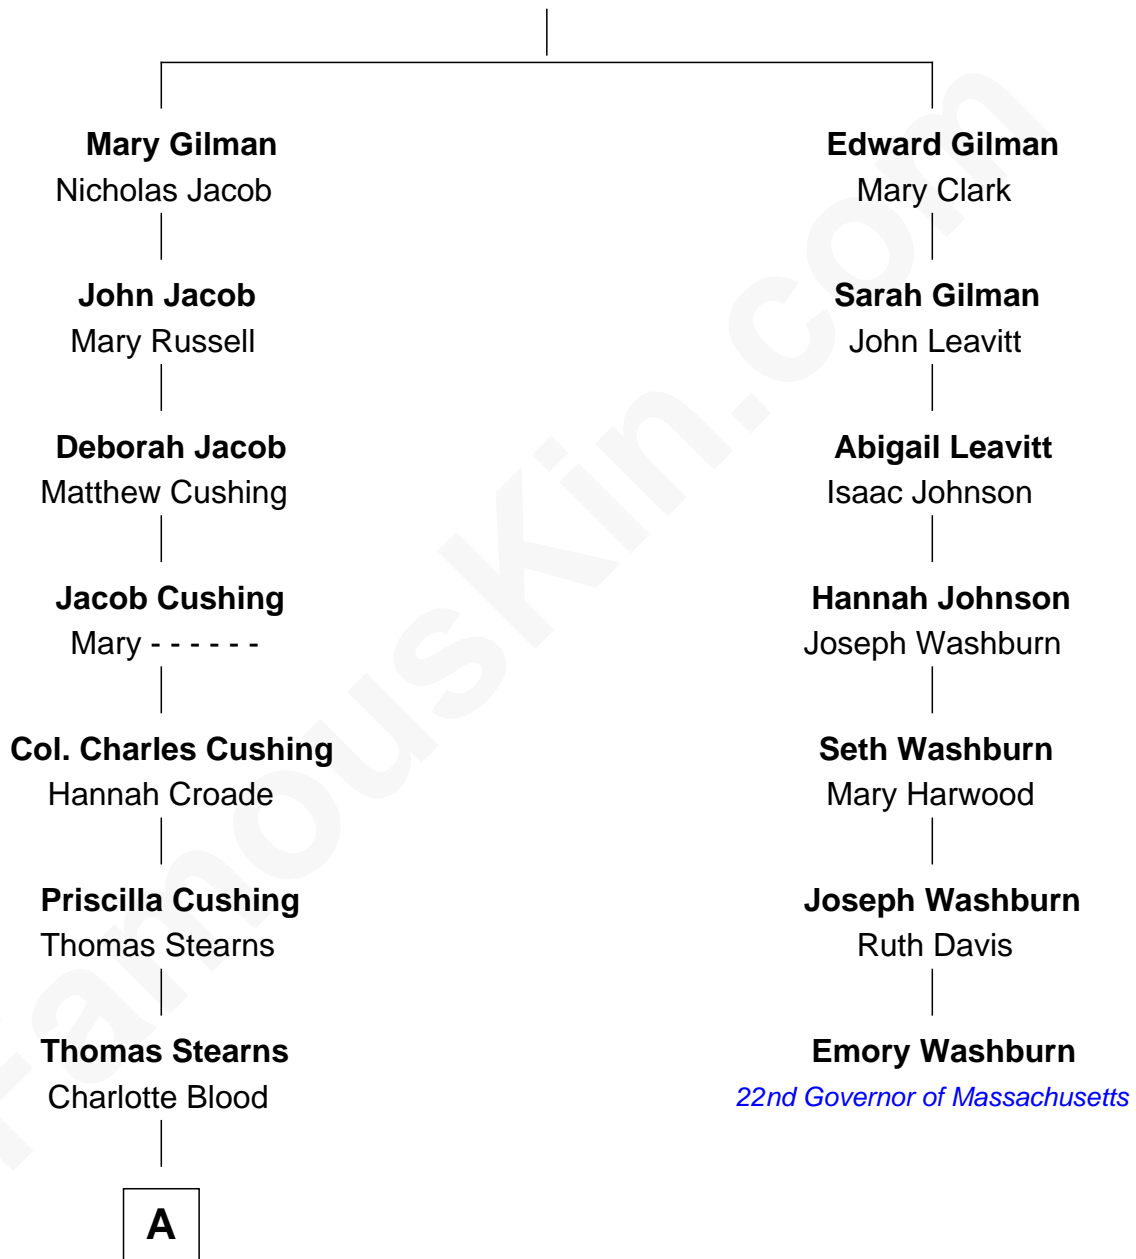 Mary Gilman
Nicholas Jacob
John Jacob
Mary Russell
Deborah Jacob
Matthew Cushing
Jacob Cushing
Mary - - - - - -
Col. Charles Cushing
Hannah Croade
Priscilla Cushing
Thomas Stearns
Thomas Stearns
Charlotte Blood
A
Edward Gilman
Mary Clark
Sarah Gilman
John Leavitt
Abigail Leavitt
Isaac Johnson
Hannah Johnson
Joseph Washburn
Seth Washburn
Mary Harwood
Joseph Washburn
Ruth Davis
Emory Washburn
22nd Governor of Massachusetts
FamousKin.com